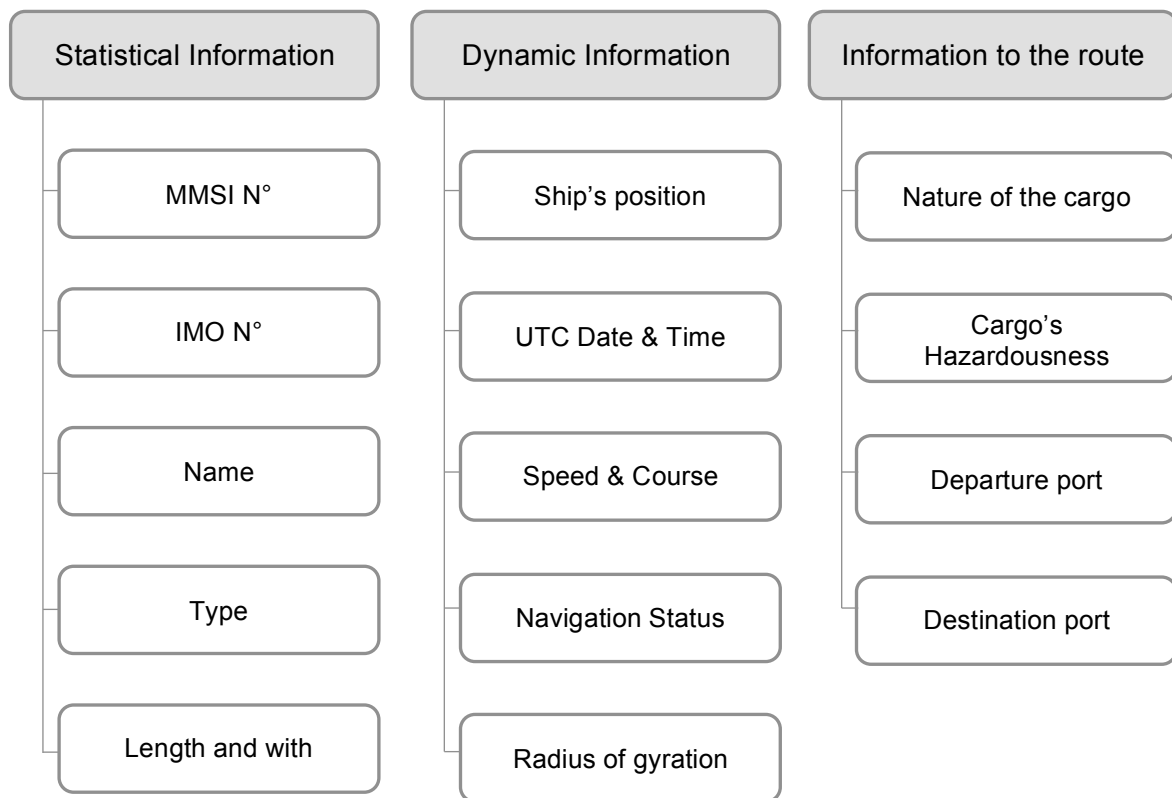 Statistical Information
MMSI N°
IMO N°
Name
Type
Length and with
Dynamic Information
Ship's position
UTC Date & Time
Speed & Course
Navigation Status
Radius of gyration
Information to the route
Nature of the cargo
Cargo's
Hazardousness
Departure port
Destination port